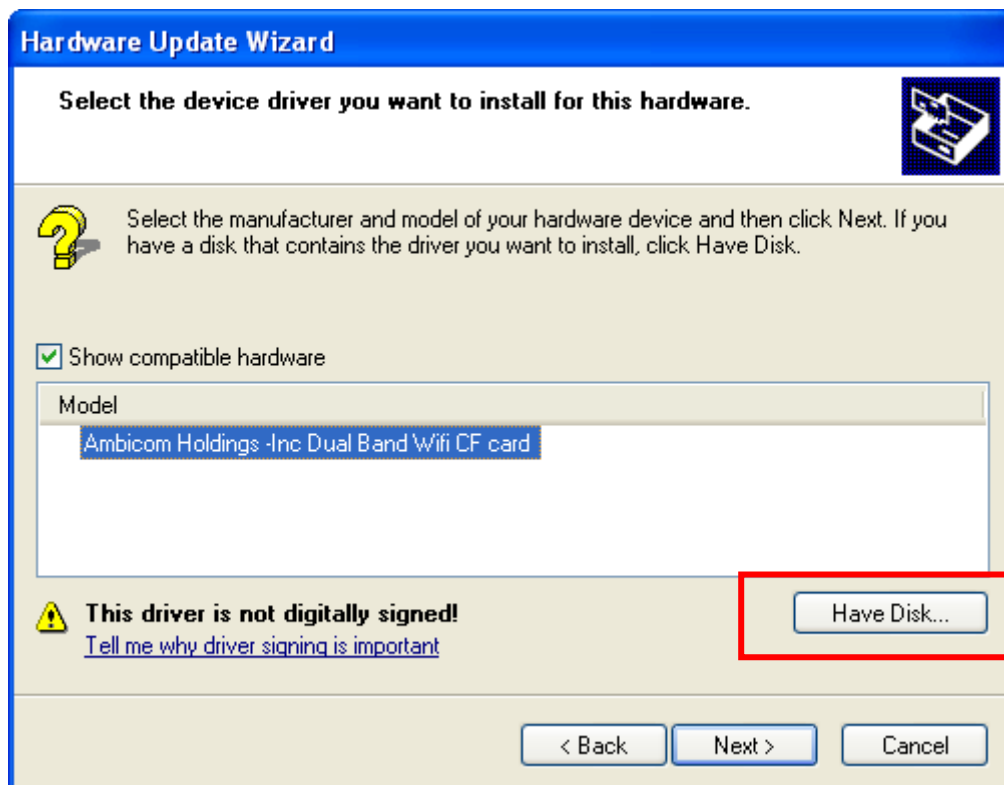 Hardware Update Wizard
Select the device driver you want to install for this hardware.
Select the manufacturer and model of your hardware device and then click Next. If you
have a disk that contains the driver you want to install, click Have Disk.
Show compatible hardware
Model
Ambicom Holdings -Inc Dual Band Wifi CF card
This driver is not digitally signed!
Have Disk...
Tell me why driver signing is important
< Back Next > Cancel